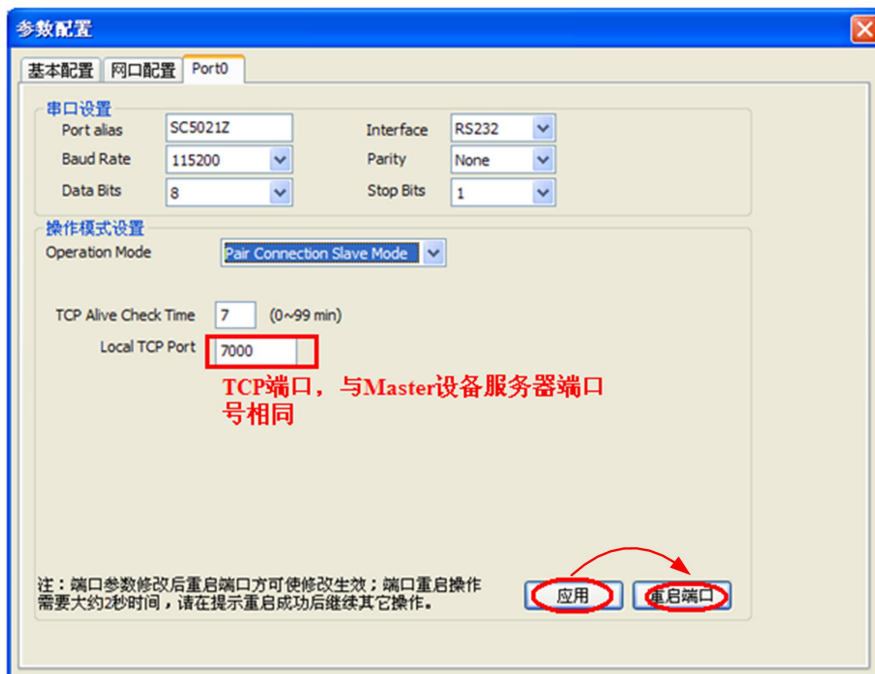 参数配置
基本配置 网口配置 Port0
串口设置
Port alias SC5021Z Interface RS232
Baud Rate 115200 Parity None
Data Bits 8 Stop Bits 1
操作模式设置
Operation Mode Pair Connection Slave Mode
TCP Alive Check Time 7 (0~99 min)
Local TCP Port 7000
TCP端口，与Master设备服务器端口
号相同
注：端口参数修改后重启端口方可使修改生效；端口重启操作
需要大约2秒时间，请在提示重启成功后继续其它操作。
应用 重启端口